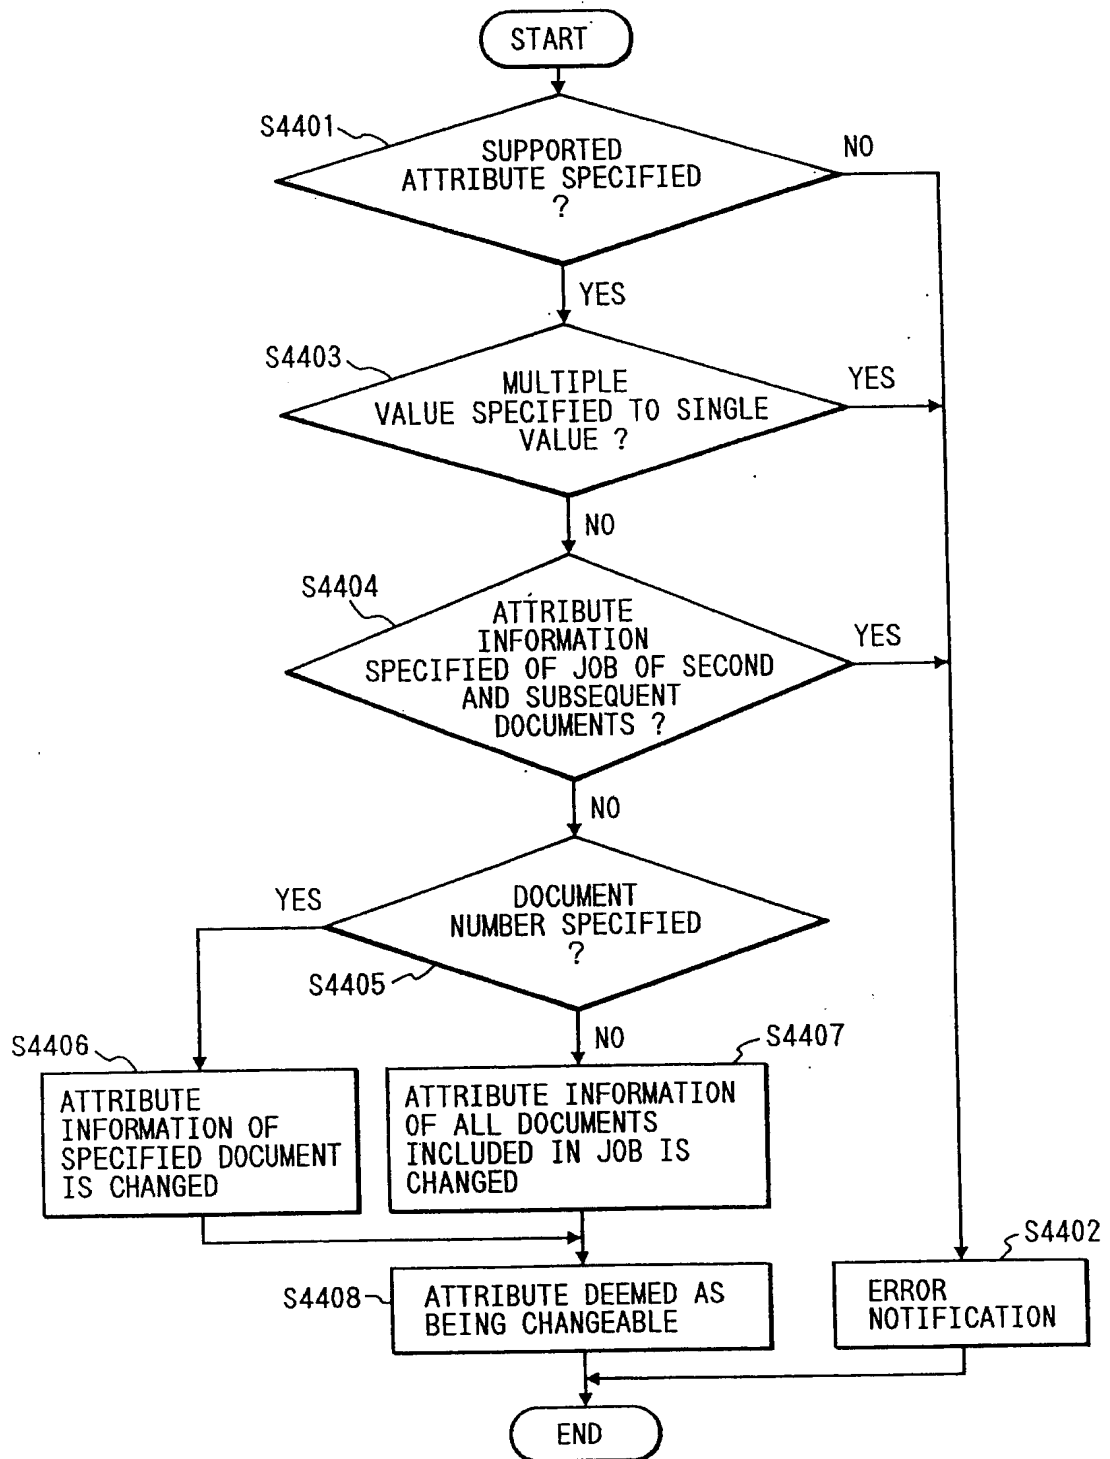 START
S4401
SUPPORTED
ATTRIBUTE SPECIFIED
?
NO
YES
S4403
MULTIPLE
VALUE SPECIFIED TO SINGLE
VALUE ?
YES
NO
S4404
ATTRIBUTE
INFORMATION
SPECIFIED OF JOB OF SECOND
AND SUBSEQUENT
DOCUMENTS ?
YES
NO
YES
DOCUMENT
NUMBER SPECIFIED
?
S4405
NO
S4406
ATTRIBUTE
INFORMATION OF
SPECIFIED DOCUMENT
IS CHANGED
S4407
ATTRIBUTE INFORMATION
OF ALL DOCUMENTS
INCLUDED IN JOB IS
CHANGED
S4408
ATTRIBUTE DEEMED AS
BEING CHANGEABLE
S4402
ERROR
NOTIFICATION
END